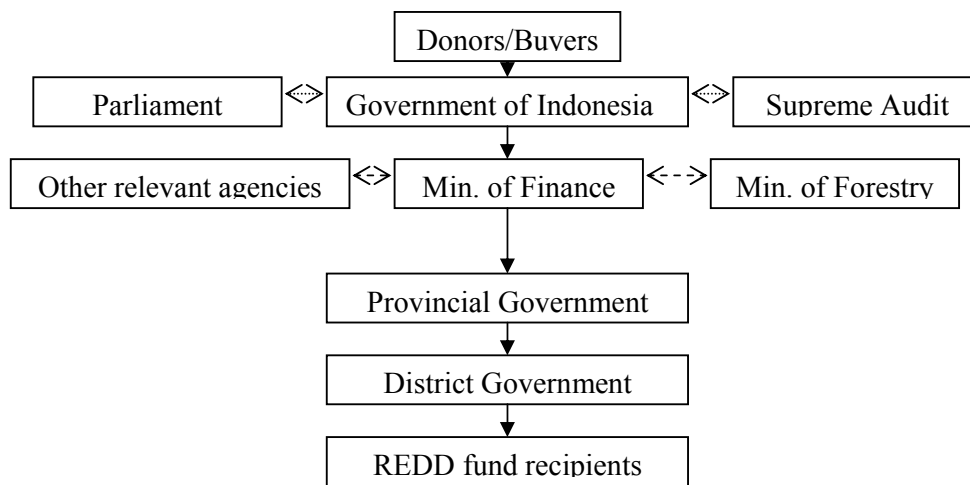 Donors/Buyers
Parliament
Government of Indonesia
Supreme Audit
Other relevant agencies
Min. of Finance
Min. of Forestry
Provincial Government
District Government
REDD fund recipients